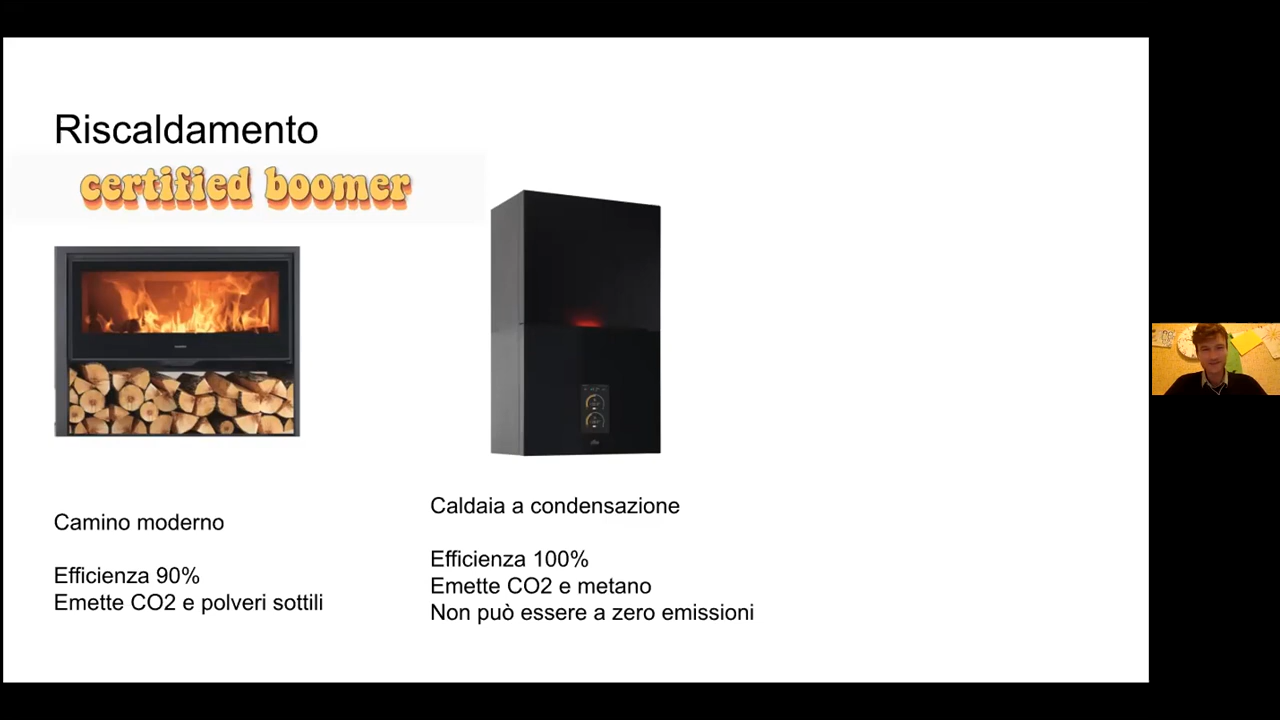 Riscaldamento
certified boomer
Camino moderno
Efficienza 90%
Emette CO2 e polveri sottili
Caldaia a condensazione
Efficienza 100%
Emette CO2 e metano
Non può essere a zero emissioni